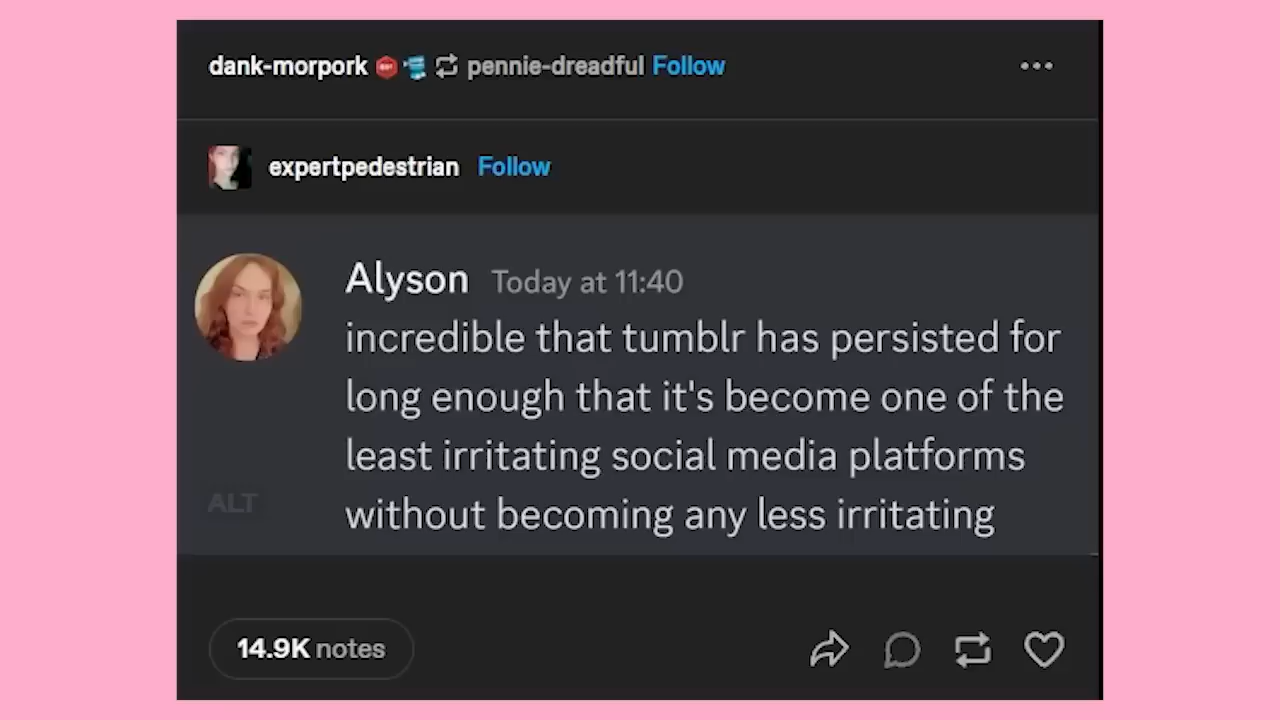 dank-morpork pennie-dreadful Follow
expertpedestrian Follow
Alyson Today at 11:40
incredible that tumblr has persisted for
long enough that it's become one of the
least irritating social media platforms
without becoming any less irritating
ALT
14.9K notes